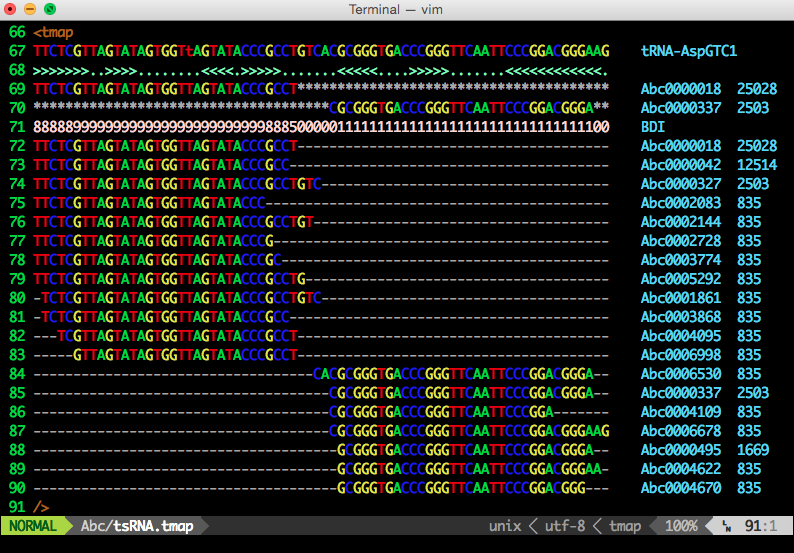 Terminal — vim
66 <tmap
67 TTCTCGTTAGTATAGTGGTtAGTATACCCGCCTGTCACGCGGGTGACCCGGGTTCAATTCCCGGACGGGAAG    tRNA-AspGTC1
68 >>>>>>>..>>>>........<<<<.>>>>>.......<<<<<....>>>>>.......<<<<<<<<<<<<.
69 TTCTCGTTAGTATAGTGGTTAGTATACCCGCCT***************************************    Abc0000018  25028
70 *************************************CGCGGGTGACCCGGGTTCAATTCCCGGACGGGA**    Abc0000337  2503
71 888889999999999999999999999998885000001111111111111111111111111111111100    BDI
72 TTCTCGTTAGTATAGTGGTTAGTATACCCGCCT---------------------------------------    Abc0000018  25028
73 TTCTCGTTAGTATAGTGGTTAGTATACCCGCC----------------------------------------    Abc0000042  12514
74 TTCTCGTTAGTATAGTGGTTAGTATACCCGCCTGTC------------------------------------    Abc0000327  2503
75 TTCTCGTTAGTATAGTGGTTAGTATACCC-------------------------------------------    Abc0002083  835
76 TTCTCGTTAGTATAGTGGTTAGTATACCCGCCTGT-------------------------------------    Abc0002144  835
77 TTCTCGTTAGTATAGTGGTTAGTATACCCG------------------------------------------    Abc0002728  835
78 TTCTCGTTAGTATAGTGGTTAGTATACCCGC-----------------------------------------    Abc0003774  835
79 TTCTCGTTAGTATAGTGGTTAGTATACCCGCCTG--------------------------------------    Abc0005292  835
80 -TCTCGTTAGTATAGTGGTTAGTATACCCGCCTGTC------------------------------------    Abc0001861  835
81 -TCTCGTTAGTATAGTGGTTAGTATACCCGCC----------------------------------------    Abc0003868  835
82 ---TCGTTAGTATAGTGGTTAGTATACCCGCCT---------------------------------------    Abc0004095  835
83 -----GTTAGTATAGTGGTTAGTATACCCGCCT---------------------------------------    Abc0006998  835
84 -----------------------------------CACGCGGGTGACCCGGGTTCAATTCCCGGACGGGA--    Abc0006530  835
85 -------------------------------------CGCGGGTGACCCGGGTTCAATTCCCGGACGGGA--    Abc0000337  2503
86 -------------------------------------CGCGGGTGACCCGGGTTCAATTCCCGGA-------    Abc0004109  835
87 -------------------------------------CGCGGGTGACCCGGGTTCAATTCCCGGACGGGAAG    Abc0006678  835
88 --------------------------------------GCGGGTGACCCGGGTTCAATTCCCGGACGGGA--    Abc0000495  1669
89 --------------------------------------GCGGGTGACCCGGGTTCAATTCCCGGACGGGAA-    Abc0004622  835
90 --------------------------------------GCGGGTGACCCGGGTTCAATTCCCGGACGGG---    Abc0004670  835
91 />
NORMAL Abc/tsRNA.tmap unix < utf-8 < tmap 100% 91:1